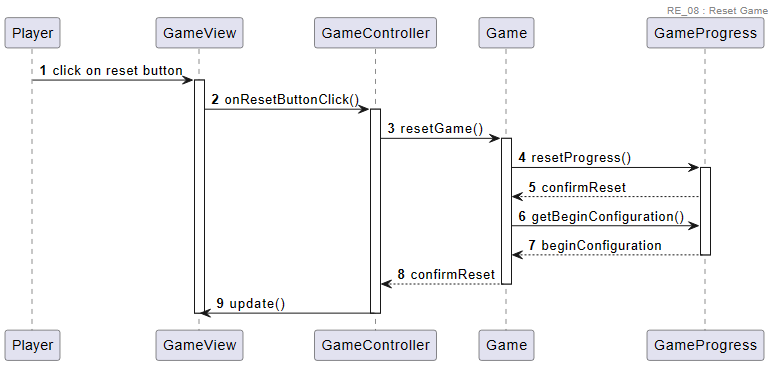 RE_08 : Reset Game
Player GameView GameController Game GameProgress
1 click on reset button
2 onResetButtonClick()
3 resetGame()
4 resetProgress()
5 confirmReset
6 getBeginConfiguration()
7 beginConfiguration
8 confirmReset
9 update()
Player GameView GameController Game GameProgress